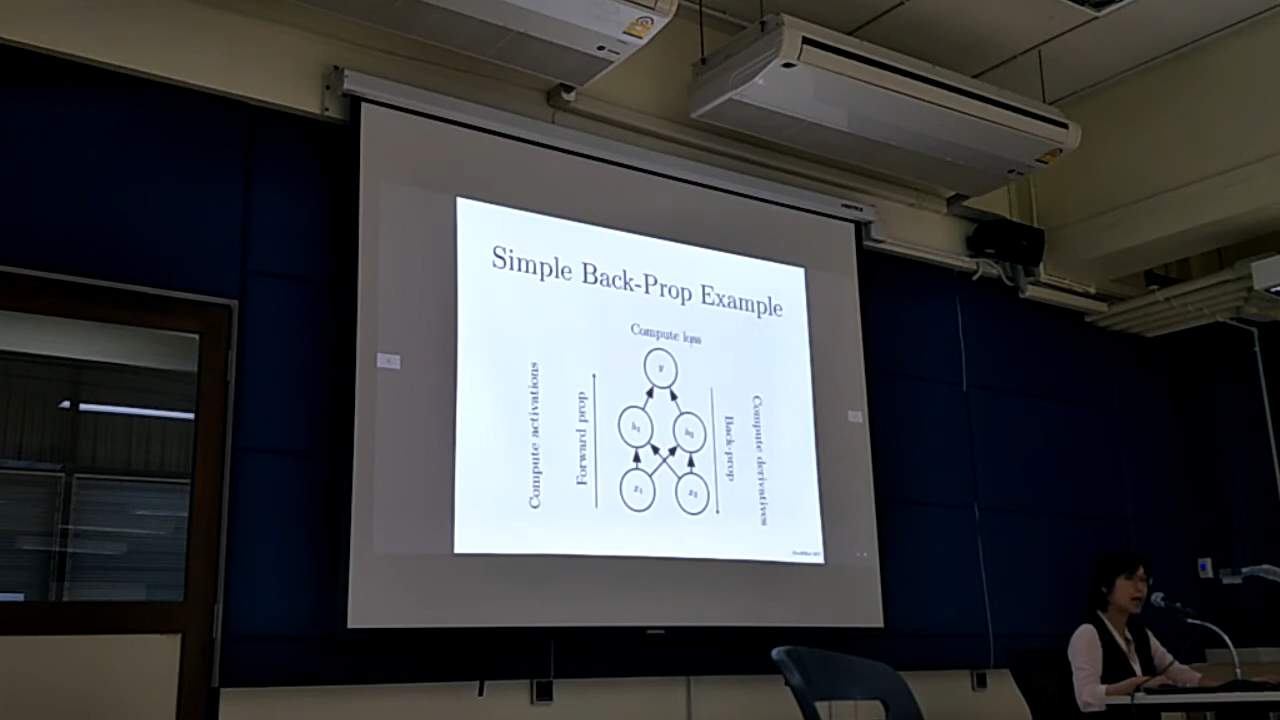 Simple Back-Prop Example
Compute loss
Compute activations
Forward prop
y
h1
h2
x1
x2
Back-prop
Compute derivatives